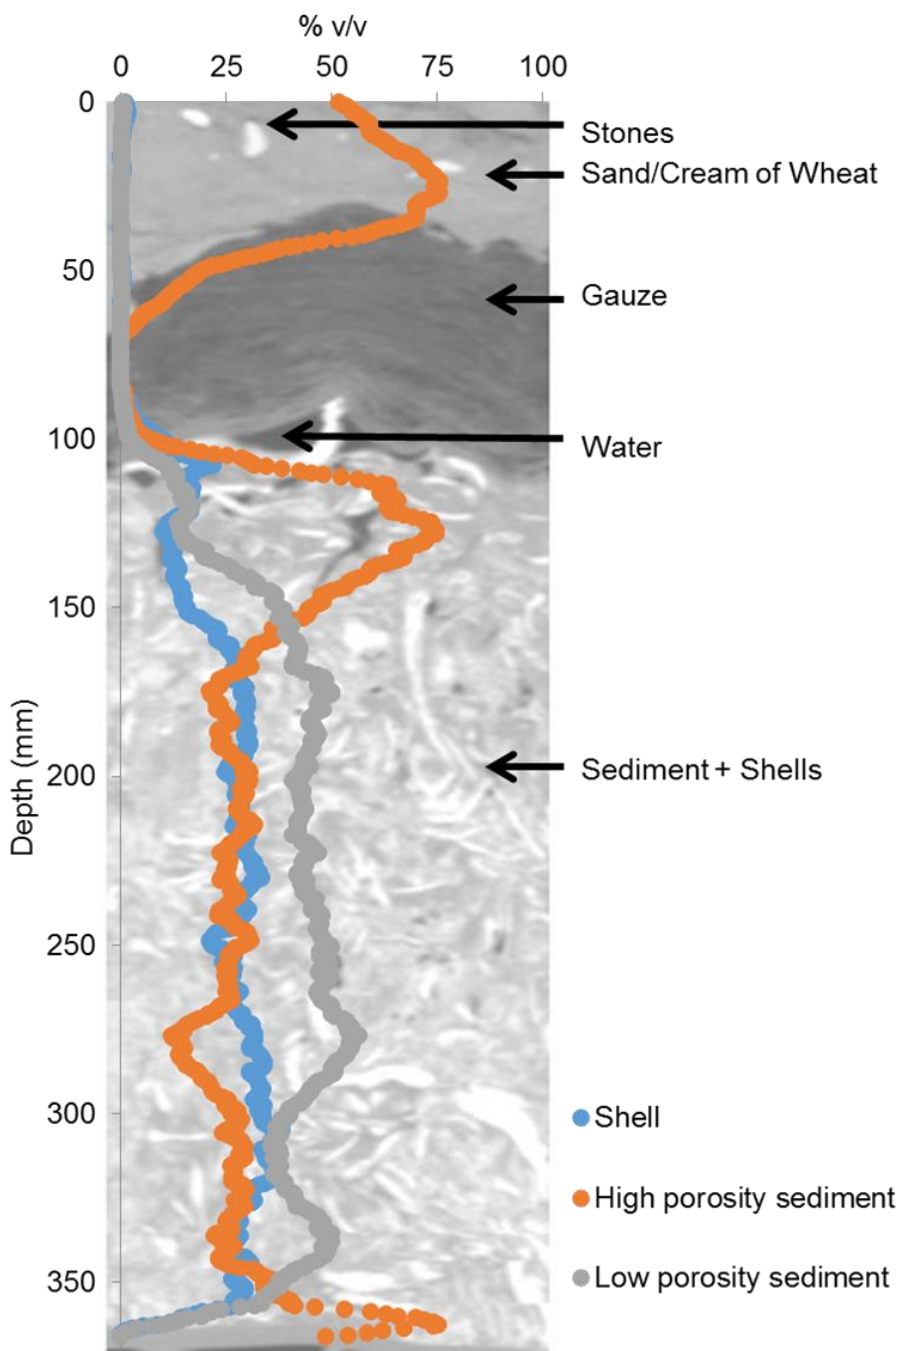 % v/v
0 25 50 75 100
0
Stones
Sand/Cream of Wheat
50
Gauze
100
Water
150
Depth (mm)
200
Sediment + Shells
250
300
Shell
High porosity sediment
350
Low porosity sediment